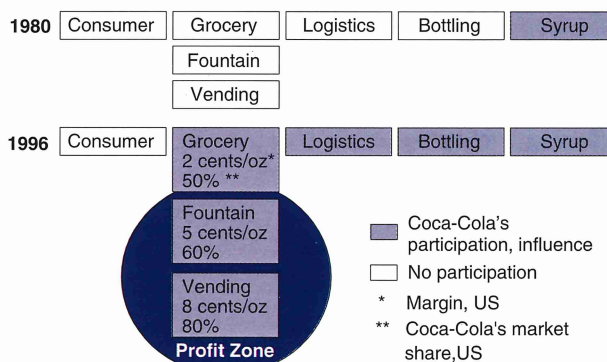 1980 Consumer Grocery Logistics Bottling Syrup
Fountain
Vending
1996 Consumer Grocery Logistics Bottling Syrup
2 cents/oz*
50% **
Fountain
5 cents/oz
60%
Vending
8 cents/oz
80%
Profit Zone
Coca-Cola's
participation, influence
No participation
* Margin, US
** Coca-Cola's market
share,US